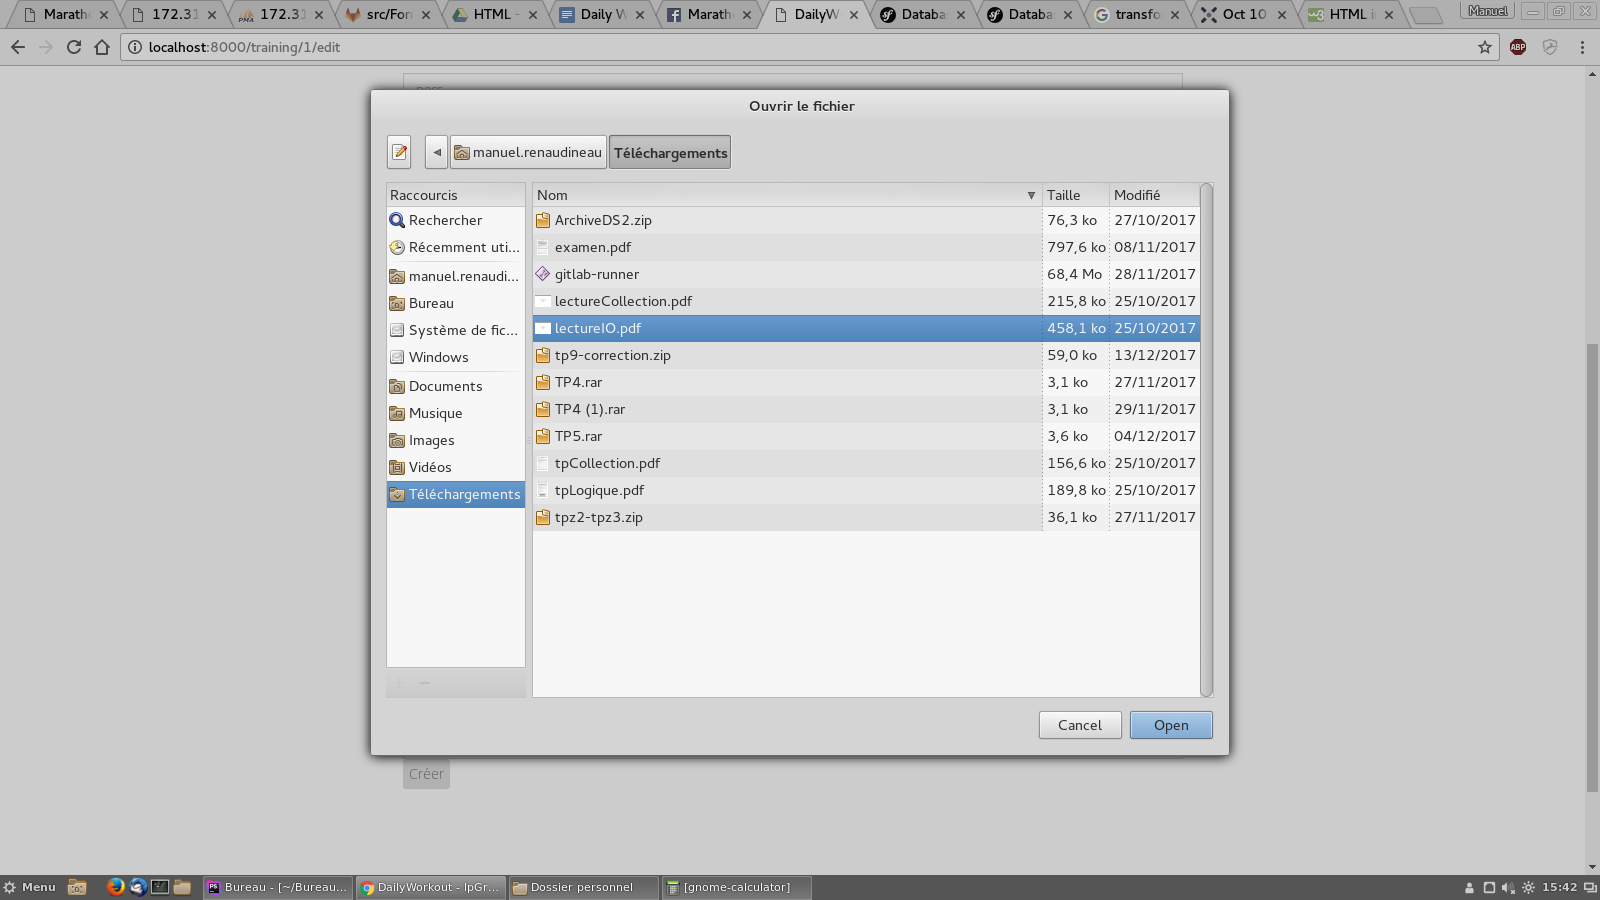 Marath 172.31 172.31 src/For HTML - Daily W Marath DailyW Databa Databa transfo Oct 10 HTML i Manuel
localhost:8000/training/1/edit
ABP
Ouvrir le fichier
manuel.renaudineau Téléchargements
Raccourcis
Rechercher
Récemment uti...
manuel.renaudi...
Bureau
Système de fic...
Windows
Documents
Musique
Images
Vidéos
Téléchargements
Nom Taille Modifié
ArchiveDS2.zip 76,3 ko 27/10/2017
examen.pdf 797,6 ko 08/11/2017
gitlab-runner 68,4 Mo 28/11/2017
lectureCollection.pdf 215,8 ko 25/10/2017
lectureIO.pdf 458,1 ko 25/10/2017
tp9-correction.zip 59,0 ko 13/12/2017
TP4.rar 3,1 ko 27/11/2017
TP4 (1).rar 3,1 ko 29/11/2017
TP5.rar 3,6 ko 04/12/2017
tpCollection.pdf 156,6 ko 25/10/2017
tpLogique.pdf 189,8 ko 25/10/2017
tpz2-tpz3.zip 36,1 ko 27/11/2017
Cancel Open
Créer
Menu Bureau - [~/Bureau... DailyWorkout - IpGr... Dossier personnel [gnome-calculator] 15:42